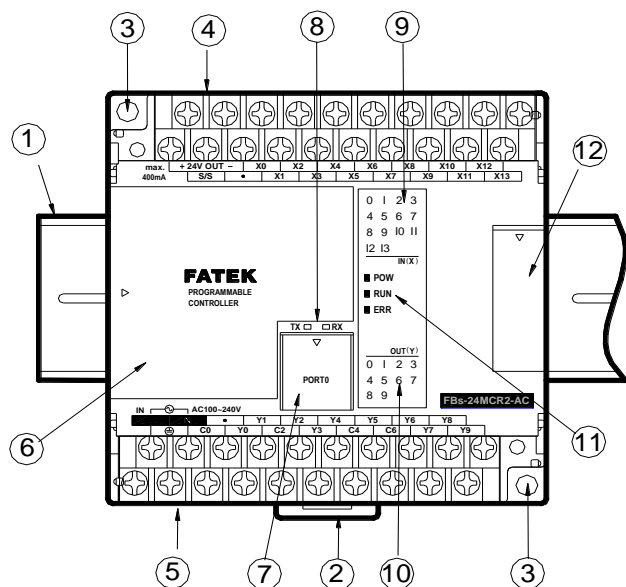 3 4 8 9
1
12
max. + 24V OUT – X0 X2 X4 X6 X8 X10 X12
400mA S/S • X1 X3 X5 X7 X9 X11 X13
0 1 2 3
4 5 6 7
8 9 10 11
12 13
IN(X)
FATEK
PROGRAMMABLE
CONTROLLER
POW
RUN
ERR
TX RX
PORT0
OUT(Y)
0 1 2 3
4 5 6 7
8 9
FBs-24MCR2-AC
IN AC100~240V
• Y1 Y2 Y4 Y5 Y6 Y8
C0 Y0 C2 Y3 C4 C6 Y7 Y9
6
11
5 7 2 10 3